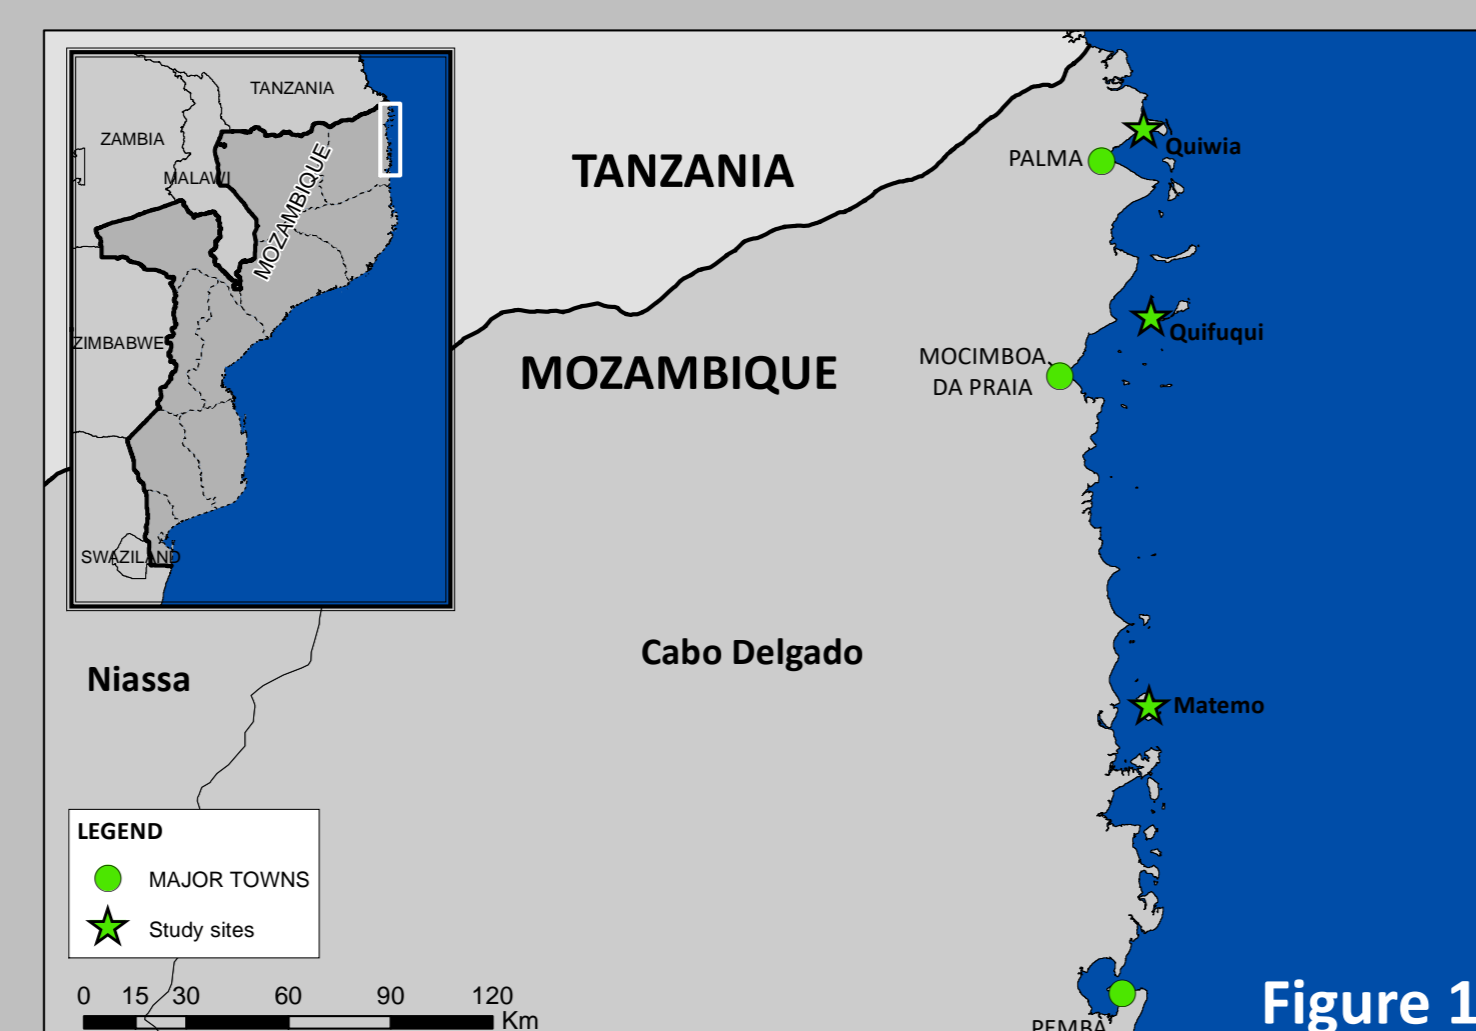 TANZANIA
ZAMBIA
MALAWI
MOZAMBIQUE
ZIMBABWE
SWAZILAND
TANZANIA
MOZAMBIQUE
Quiwia
PALMA
Quifuqui
MOCIMBOA
DA PRAIA
Cabo Delgado
Niassa
Matemo
LEGEND
MAJOR TOWNS
Study sites
0 15 30 60 90 120
Km
PEMBA
Figure 1